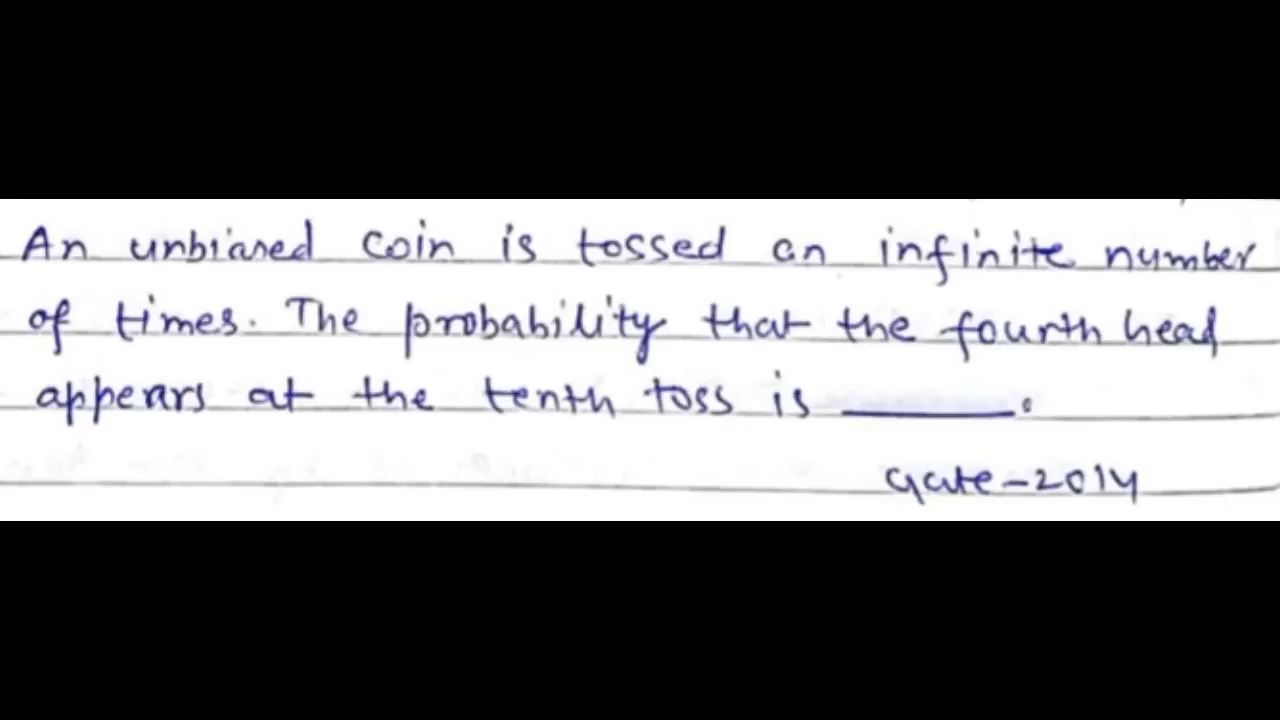 An unbiased coin is tossed an infinite number
of times. The probability that the fourth head
appears at the tenth toss is ______.
Gate-2014